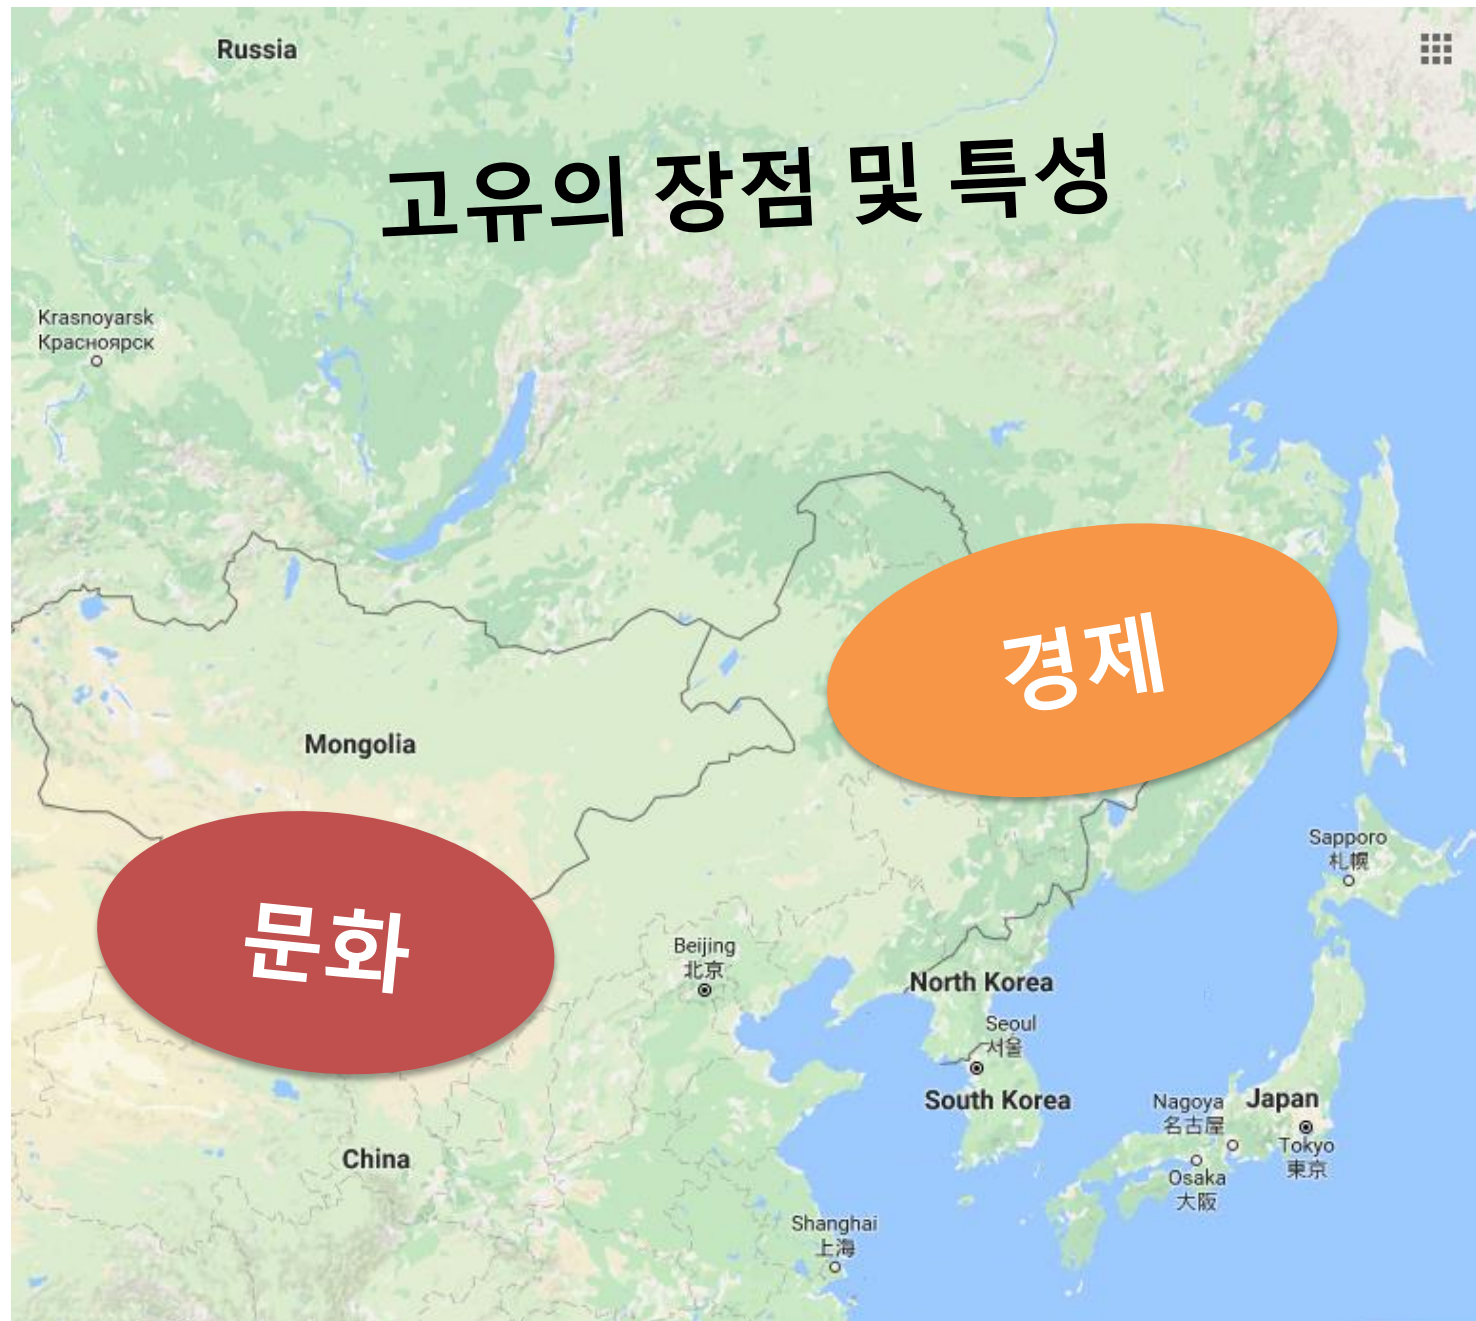 Russia
고유의 장점 및 특성
Krasnoyarsk
Красноярск
경제
Mongolia
Sapporo
札幌
문화
Beijing
北京
North Korea
Seoul
서울
South Korea
Nagoya
名古屋
Japan
Tokyo
東京
Osaka
大阪
China
Shanghai
上海